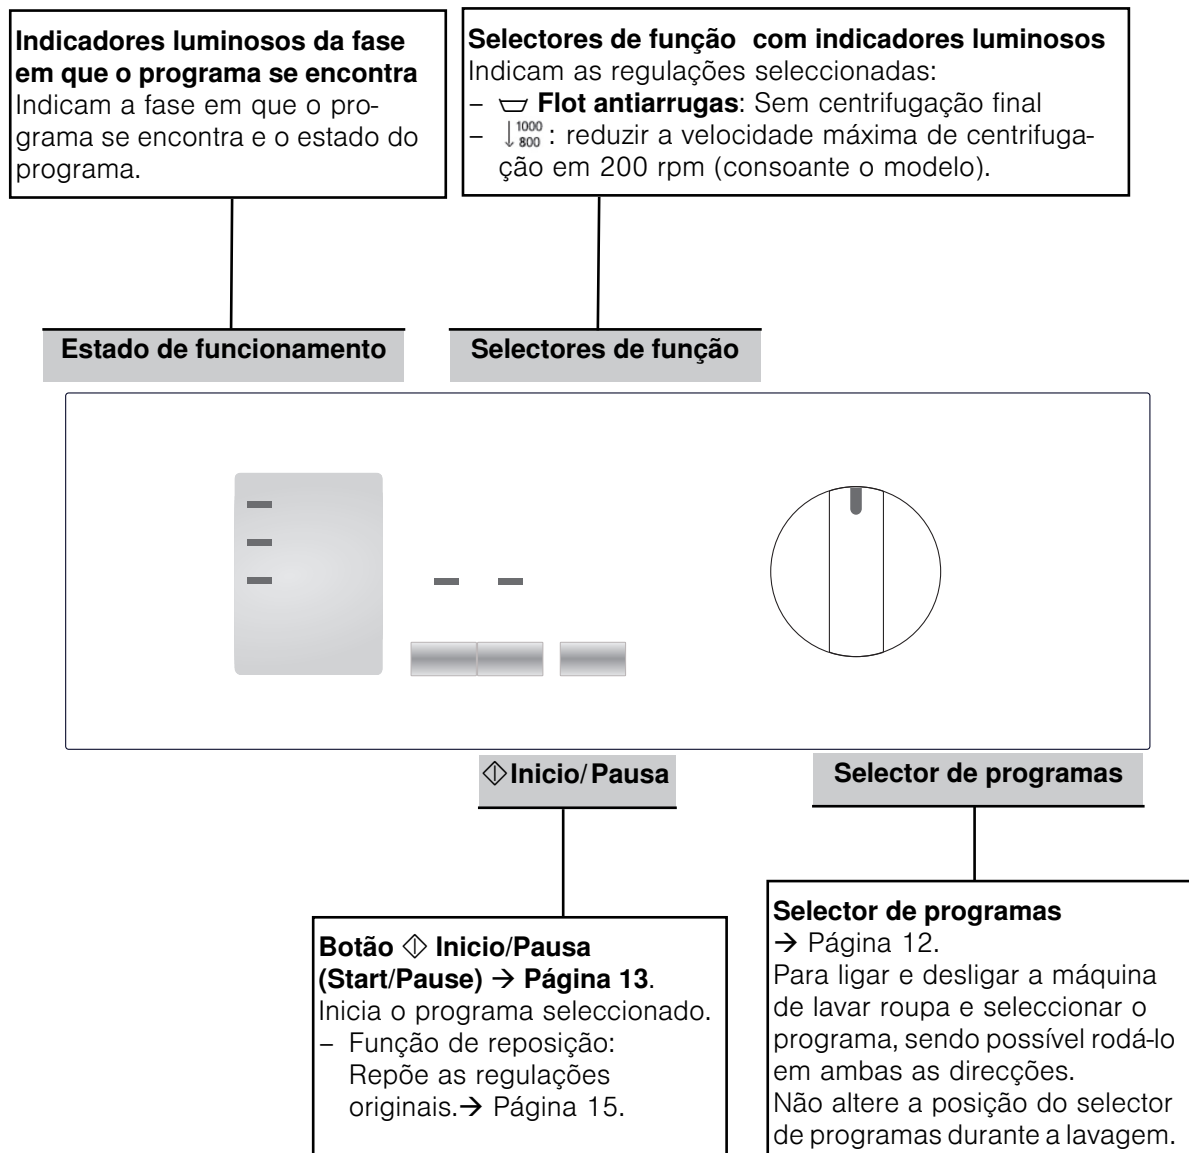 Indicadores luminosos da fase
em que o programa se encontra
Indicam a fase em que o pro-
grama se encontra e o estado do
programa.
Selectores de função com indicadores luminosos
Indicam as regulações seleccionadas:
– Flot antiarrugas: Sem centrifugação final
– ↓1000 800 : reduzir a velocidade máxima de centrifuga-
ção em 200 rpm (consoante o modelo).
Estado de funcionamento
Selectores de função
Inicio/Pausa
Selector de programas
Botão Inicio/Pausa
(Start/Pause) → Página 13.
Inicia o programa seleccionado.
– Função de reposição:
Repõe as regulações
originais.→ Página 15.
Selector de programas
→ Página 12.
Para ligar e desligar a máquina
de lavar roupa e seleccionar o
programa, sendo possível rodá-lo
em ambas as direcções.
Não altere a posição do selector
de programas durante a lavagem.